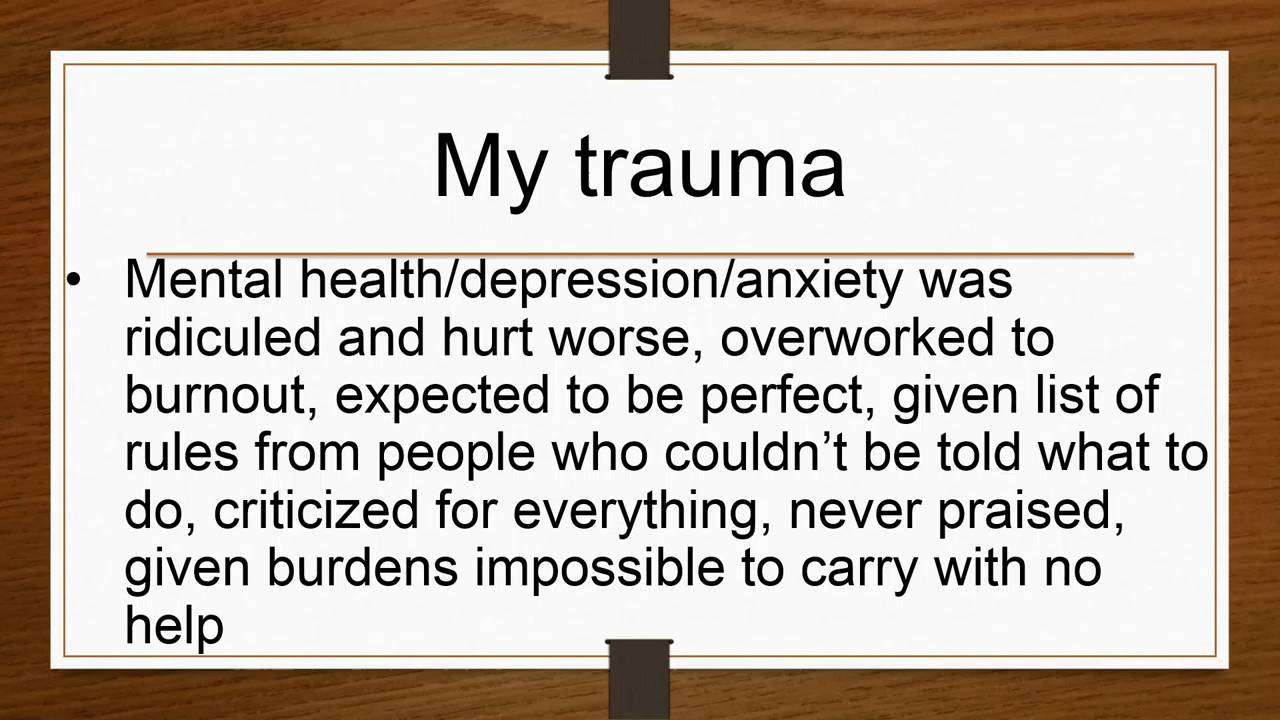 My trauma
• Mental health/depression/anxiety was
ridiculed and hurt worse, overworked to
burnout, expected to be perfect, given list of
rules from people who couldn’t be told what to
do, criticized for everything, never praised,
given burdens impossible to carry with no
help